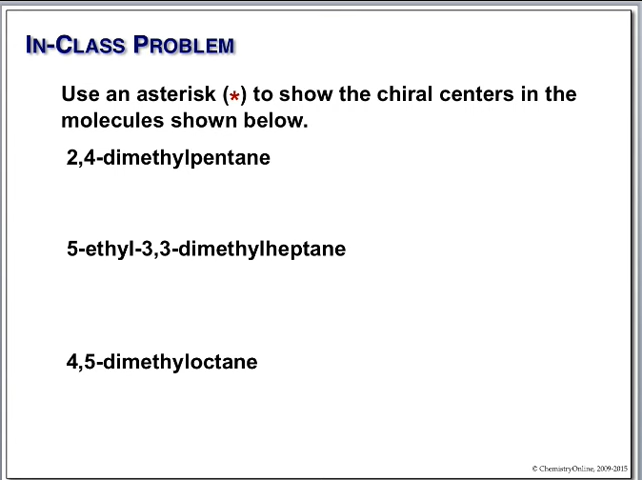 IN-CLASS PROBLEM
Use an asterisk (*) to show the chiral centers in the
molecules shown below.
2,4-dimethylpentane
5-ethyl-3,3-dimethylheptane
4,5-dimethyloctane
© ChemistryOnline, 2009-2015